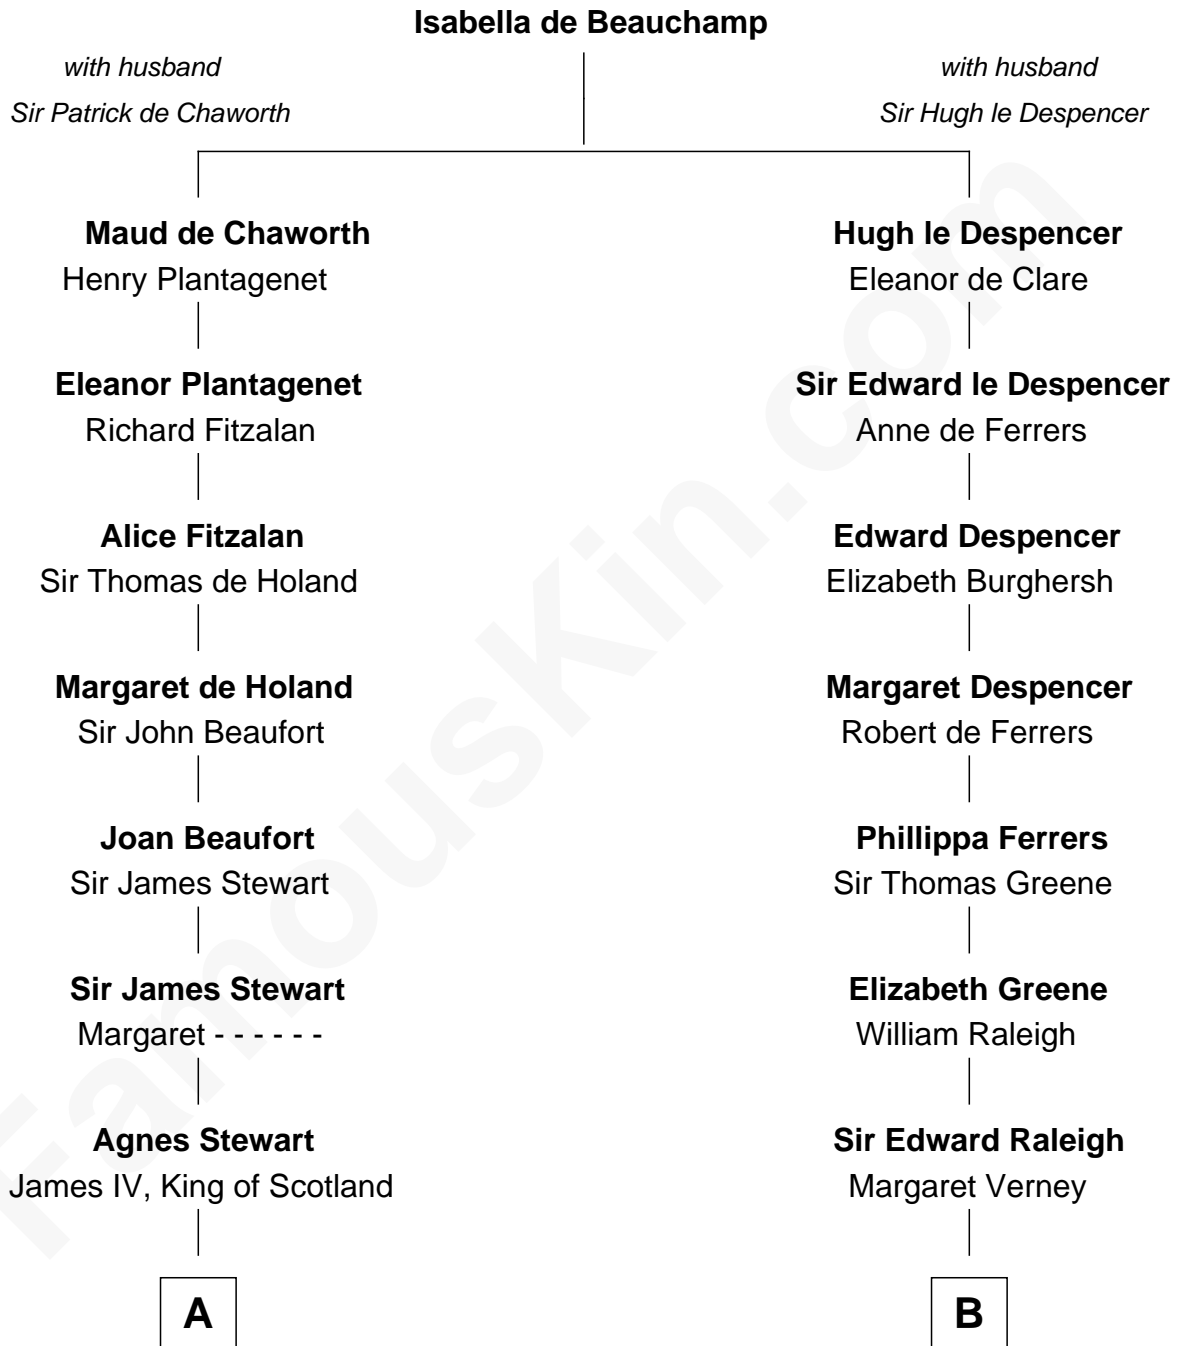 Isabella de Beauchamp
with husband
Sir Patrick de Chaworth
with husband
Sir Hugh le Despencer
Maud de Chaworth
Henry Plantagenet
Hugh le Despencer
Eleanor de Clare
Eleanor Plantagenet
Richard Fitzalan
Sir Edward le Despencer
Anne de Ferrers
Alice Fitzalan
Sir Thomas de Holand
Edward Despencer
Elizabeth Burghersh
Margaret de Holand
Sir John Beaufort
Margaret Despencer
Robert de Ferrers
Joan Beaufort
Sir James Stewart
Phillippa Ferrers
Sir Thomas Greene
Sir James Stewart
Margaret - - - - - -
Elizabeth Greene
William Raleigh
Agnes Stewart
James IV, King of Scotland
Sir Edward Raleigh
Margaret Verney
A
B
FamousKin.com